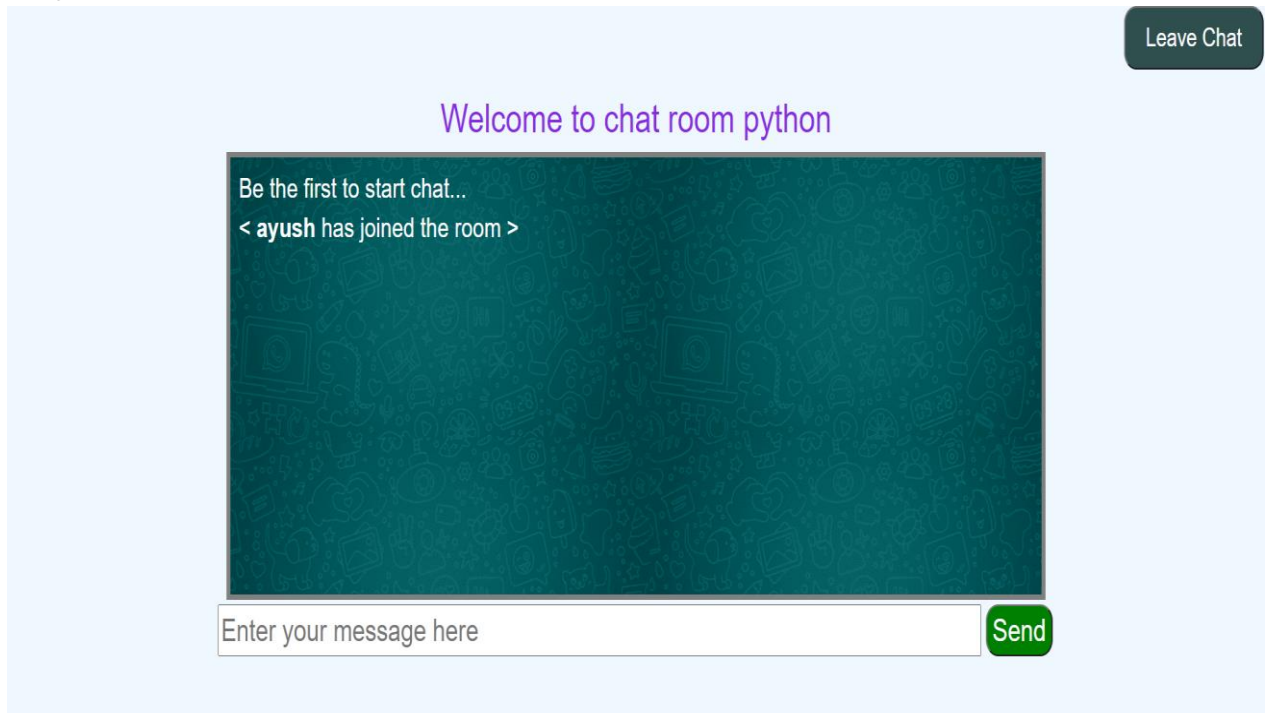 Leave Chat
Welcome to chat room python
Be the first to start chat...
< ayush has joined the room >
Enter your message here
Send